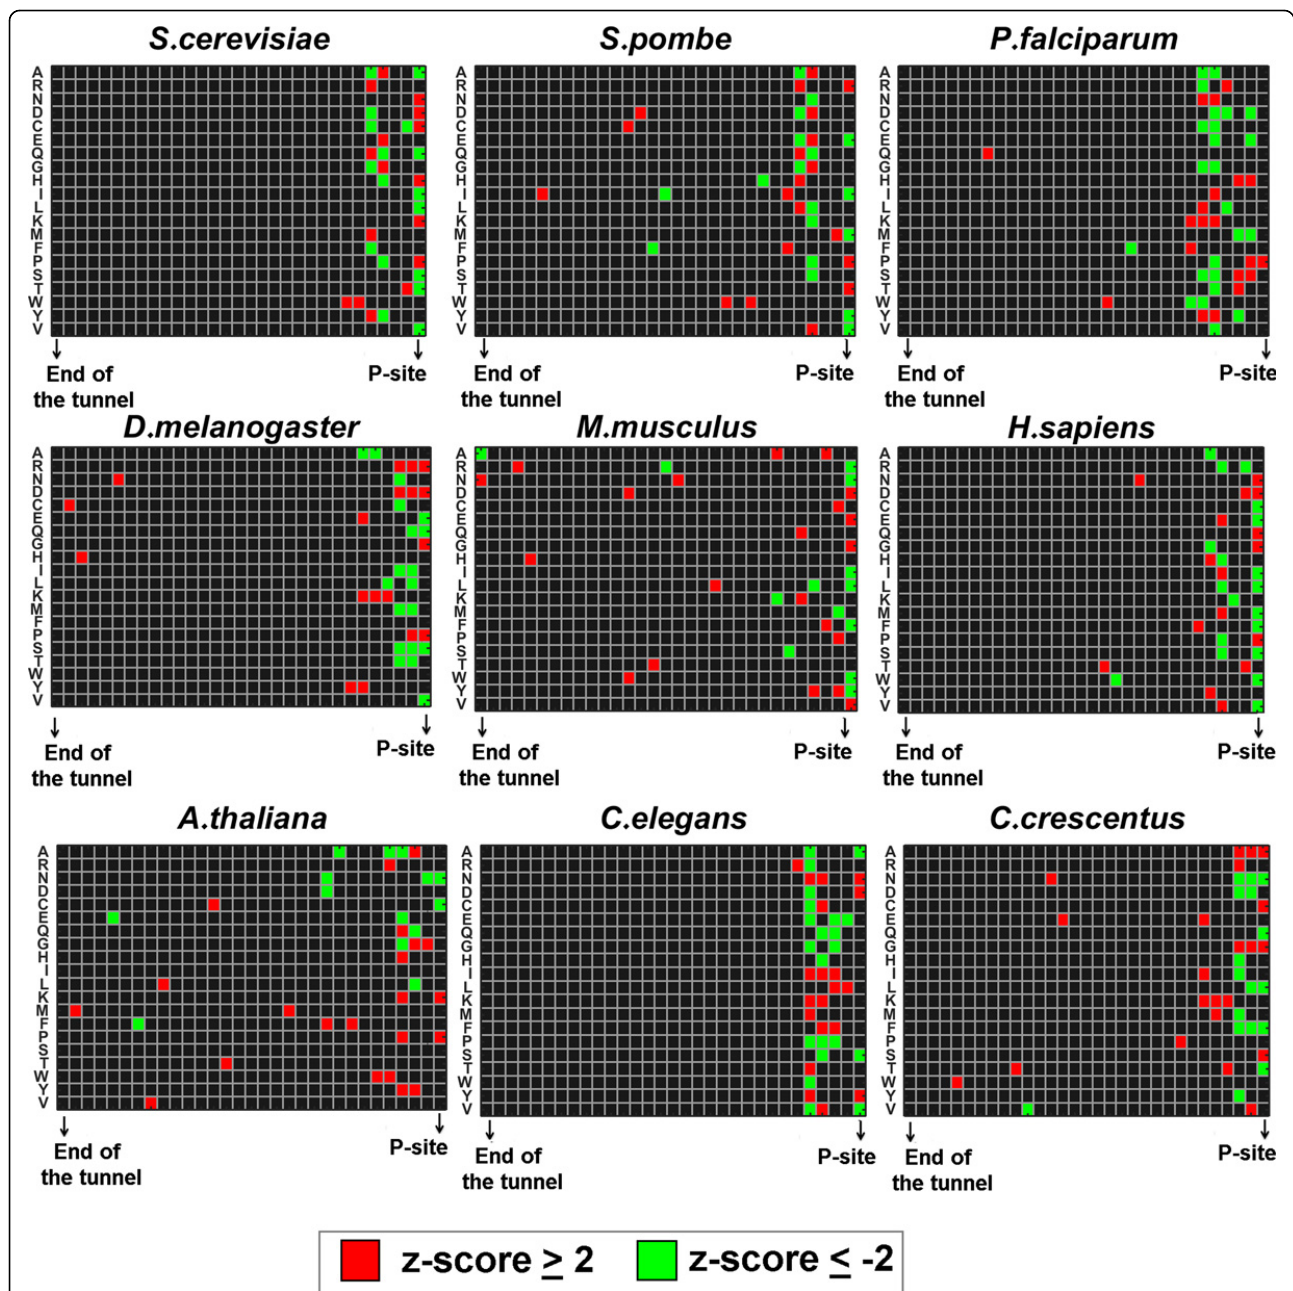 S.cerevisiae S.pombe P.falciparum
A A A
R R R
N N N
D D D
C C C
E E E
Q Q Q
G G G
H H H
I I I
L L L
K K K
M M M
F F F
P P P
S S S
T T T
W W W
Y Y Y
V V V
End of P-site End of P-site End of P-site
the tunnel the tunnel the tunnel
D.melanogaster M.musculus H.sapiens
A A A
R R R
N N N
D D D
C C C
E E E
Q Q Q
G G G
H H H
I I I
L L L
K K K
M M M
F F F
P P P
S S S
T T T
W W W
Y Y Y
V V V
End of P-site End of P-site End of P-site
the tunnel the tunnel the tunnel
A.thaliana C.elegans C.crescentus
A A A
R R R
N N N
D D D
C C C
E E E
Q Q Q
G G G
H H H
I I I
L L L
K K K
M M M
F F F
P P P
S S S
T T T
W W W
Y Y Y
V V V
End of P-site End of P-site End of P-site
the tunnel the tunnel the tunnel
z-score ≥ 2 z-score ≤ -2